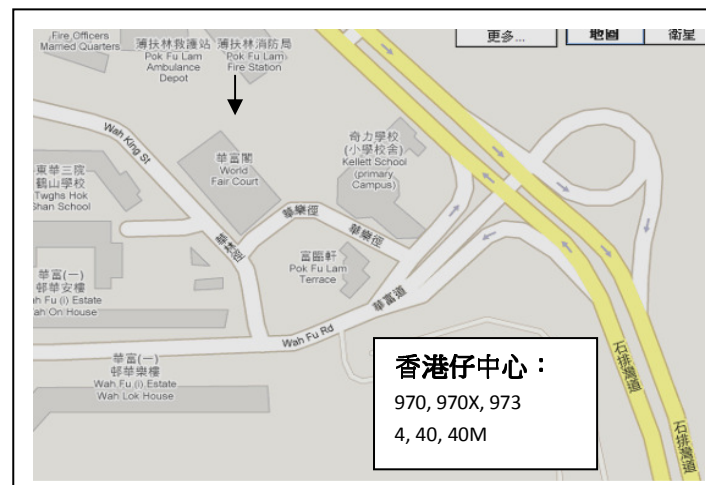 Fire Officers
Married Quarters
薄扶林救護站
Pok Fu Lam
Ambulance
Depot
薄扶林消防局
Pok Fu Lam
Fire Station
更多...
地圖
衛星
Wah King St
華富閣
World
Fair Court
奇力學校
(小學校舍)
Kellett School
(primary
Campus)
東華三院
鶴山學校
Twghs Hok
Shan School
華樂徑
華樂徑
華林徑
富臨軒
Pok Fu Lam
Terrace
華富(一)
邨華安樓
ah Fu (i) Estate
ah On House
華富道
Wah Fu Rd
華富(一)
邨華樂樓
Wah Fu (i) Estate
Wah Lok House
石排灣道
石排灣道
香港仔中心：
970, 970X, 973
4, 40, 40M